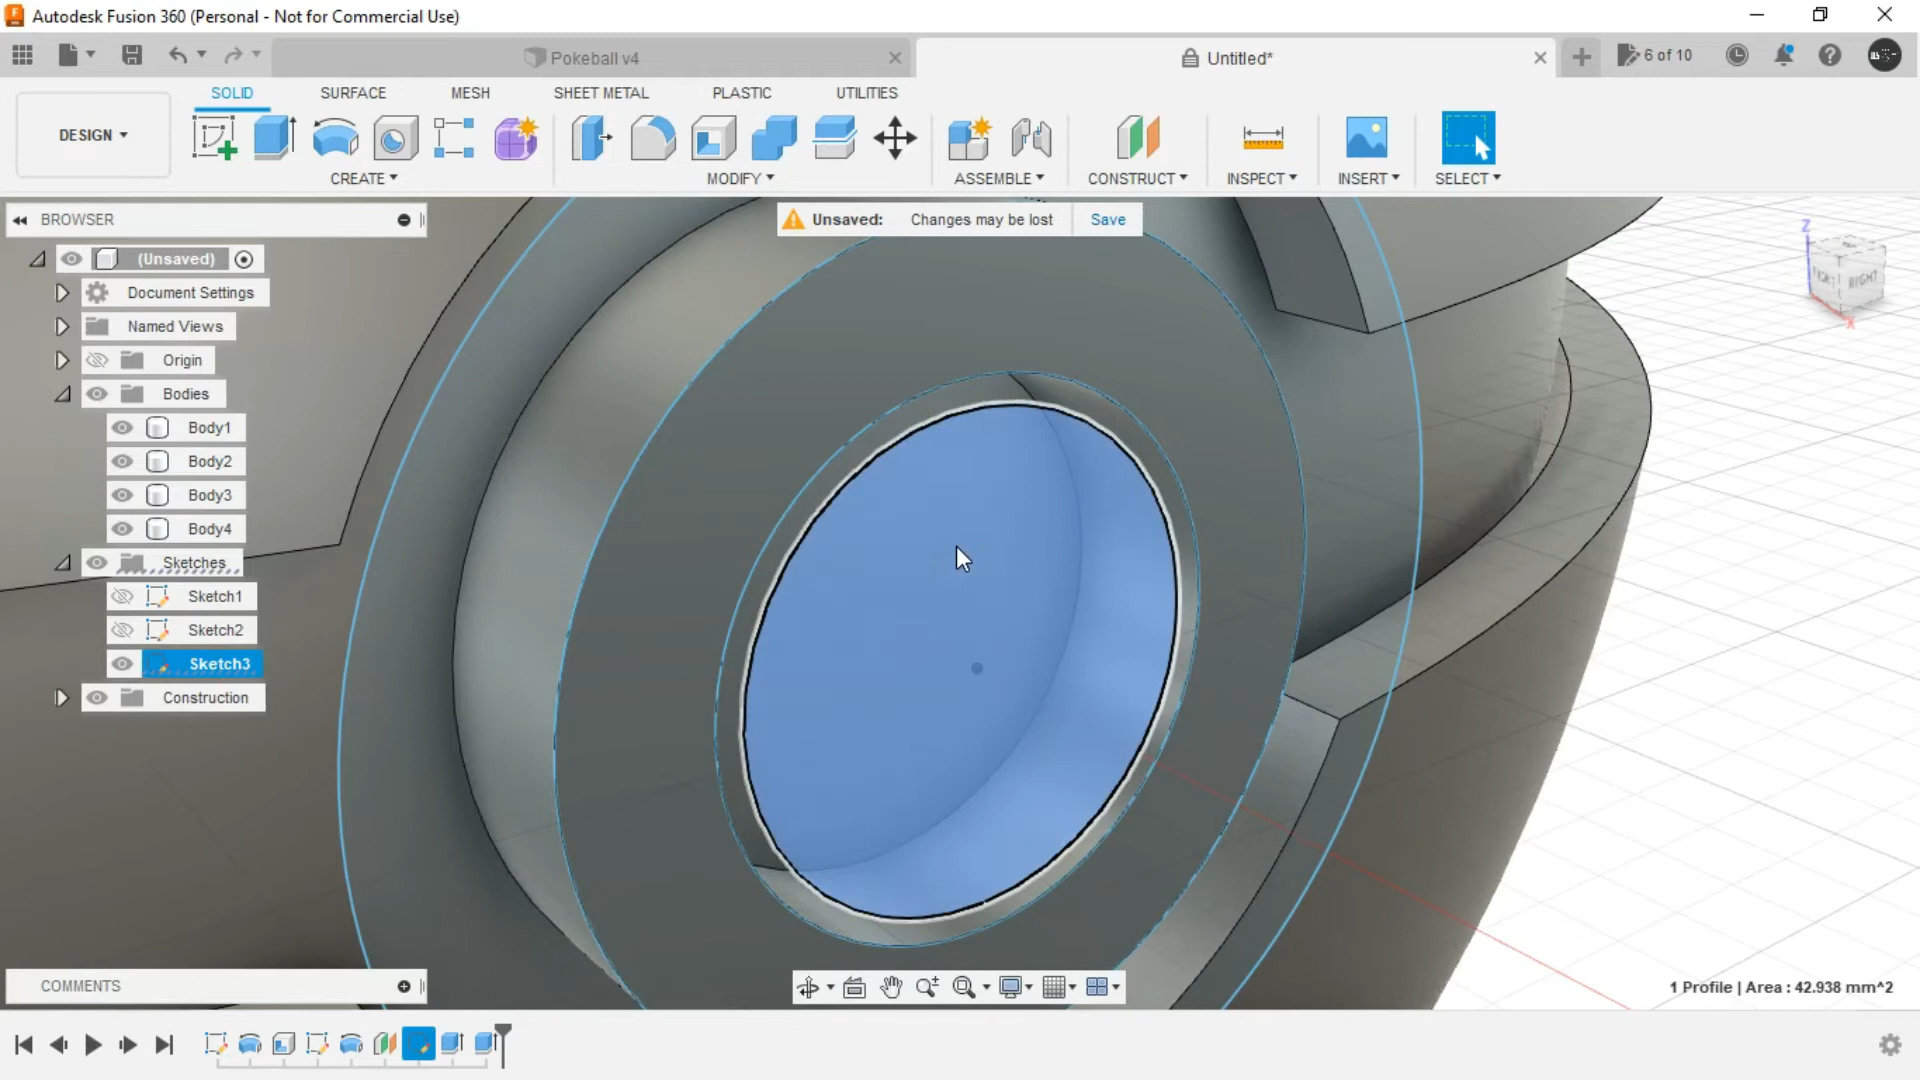 Autodesk Fusion 360 (Personal - Not for Commercial Use)
Pokeball v4
Untitled*
6 of 10
DESIGN
SOLID
SURFACE
MESH
SHEET METAL
PLASTIC
UTILITIES
CREATE
MODIFY
ASSEMBLE
CONSTRUCT
INSPECT
INSERT
SELECT
BROWSER
Unsaved: Changes may be lost Save
(Unsaved)
Document Settings
Named Views
Origin
Bodies
Body1
Body2
Body3
Body4
Sketches
Sketch1
Sketch2
Sketch3
Construction
Z
RIGHT
X
COMMENTS
1 Profile | Area : 42.938 mm^2